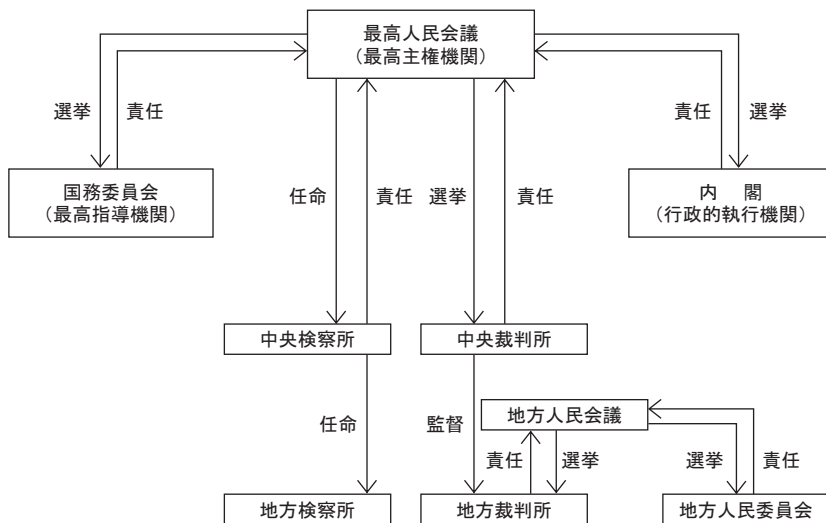 最高人民会議
（最高主権機関）
選挙
責任
責任
選挙
国務委員会
（最高指導機関）
任命
責任
選挙
責任
内　閣
（行政的執行機関）
中央検察所
中央裁判所
任命
監督
地方人民会議
責任
選挙
選挙
責任
地方検察所
地方裁判所
地方人民委員会